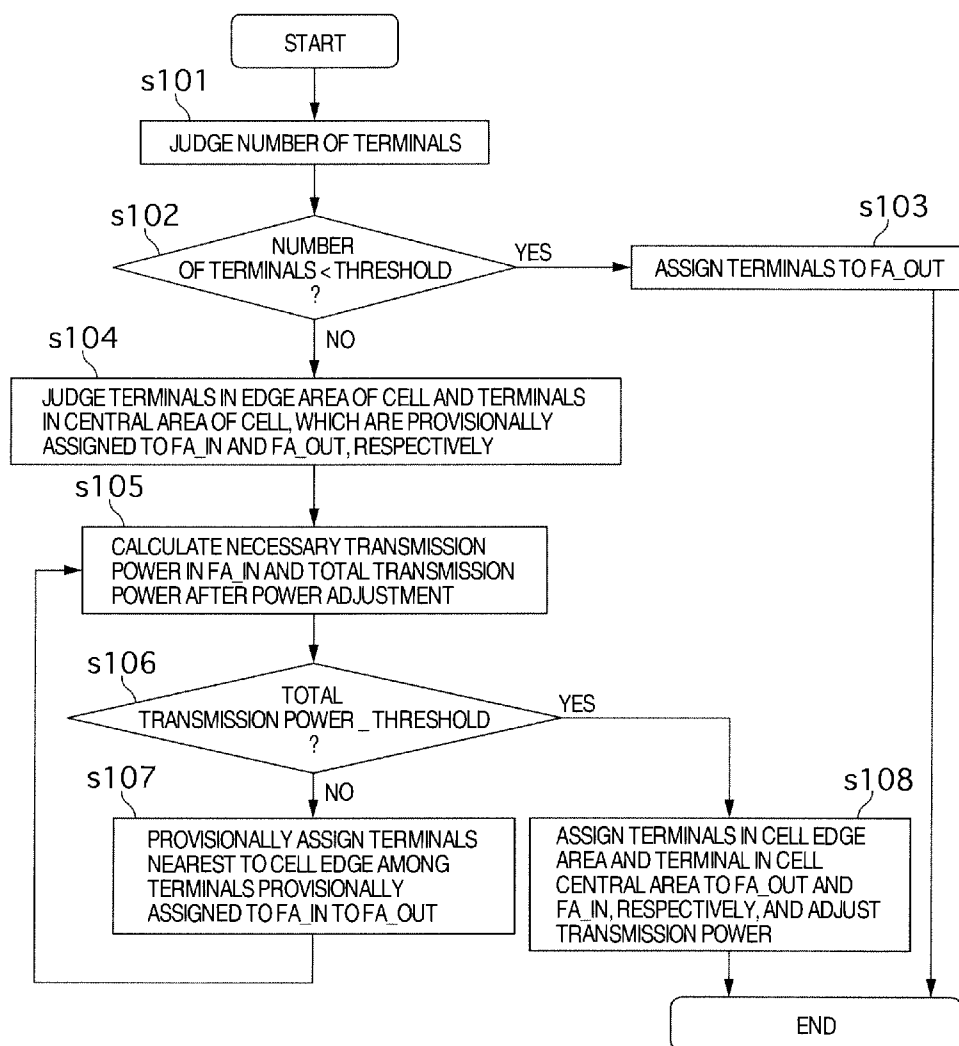 START
s101
JUDGE NUMBER OF TERMINALS
s102
NUMBER
OF TERMINALS < THRESHOLD
?
YES
s103
ASSIGN TERMINALS TO FA_OUT
NO
s104
JUDGE TERMINALS IN EDGE AREA OF CELL AND TERMINALS
IN CENTRAL AREA OF CELL, WHICH ARE PROVISIONALLY
ASSIGNED TO FA_IN AND FA_OUT, RESPECTIVELY
s105
CALCULATE NECESSARY TRANSMISSION
POWER IN FA_IN AND TOTAL TRANSMISSION
POWER AFTER POWER ADJUSTMENT
s106
TOTAL
TRANSMISSION POWER _ THRESHOLD
?
YES
NO
s107
PROVISIONALLY ASSIGN TERMINALS
NEAREST TO CELL EDGE AMONG
TERMINALS PROVISIONALLY
ASSIGNED TO FA_IN TO FA_OUT
s108
ASSIGN TERMINALS IN CELL EDGE
AREA AND TERMINAL IN CELL
CENTRAL AREA TO FA_OUT AND
FA_IN, RESPECTIVELY, AND ADJUST
TRANSMISSION POWER
END